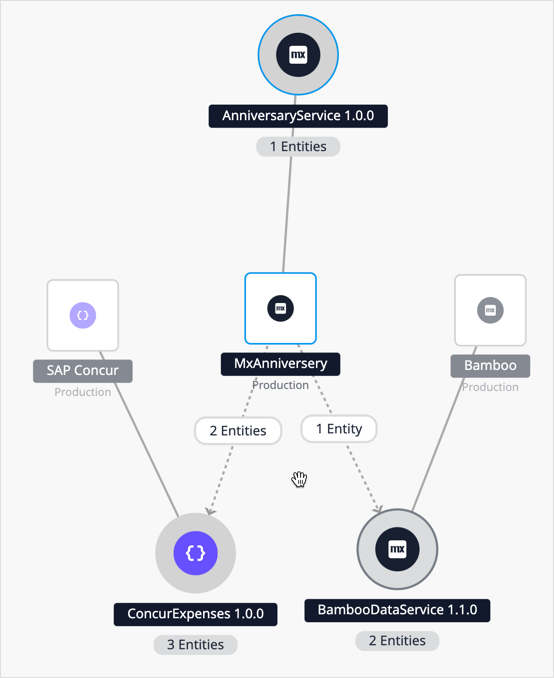 mx
AnniversaryService 1.0.0
1 Entities
{}
mx
mx
SAP Concur
Production
MxAnniversery
Production
Bamboo
Production
2 Entities
1 Entity
{}
mx
ConcurExpenses 1.0.0
3 Entities
BambooDataService 1.1.0
2 Entities